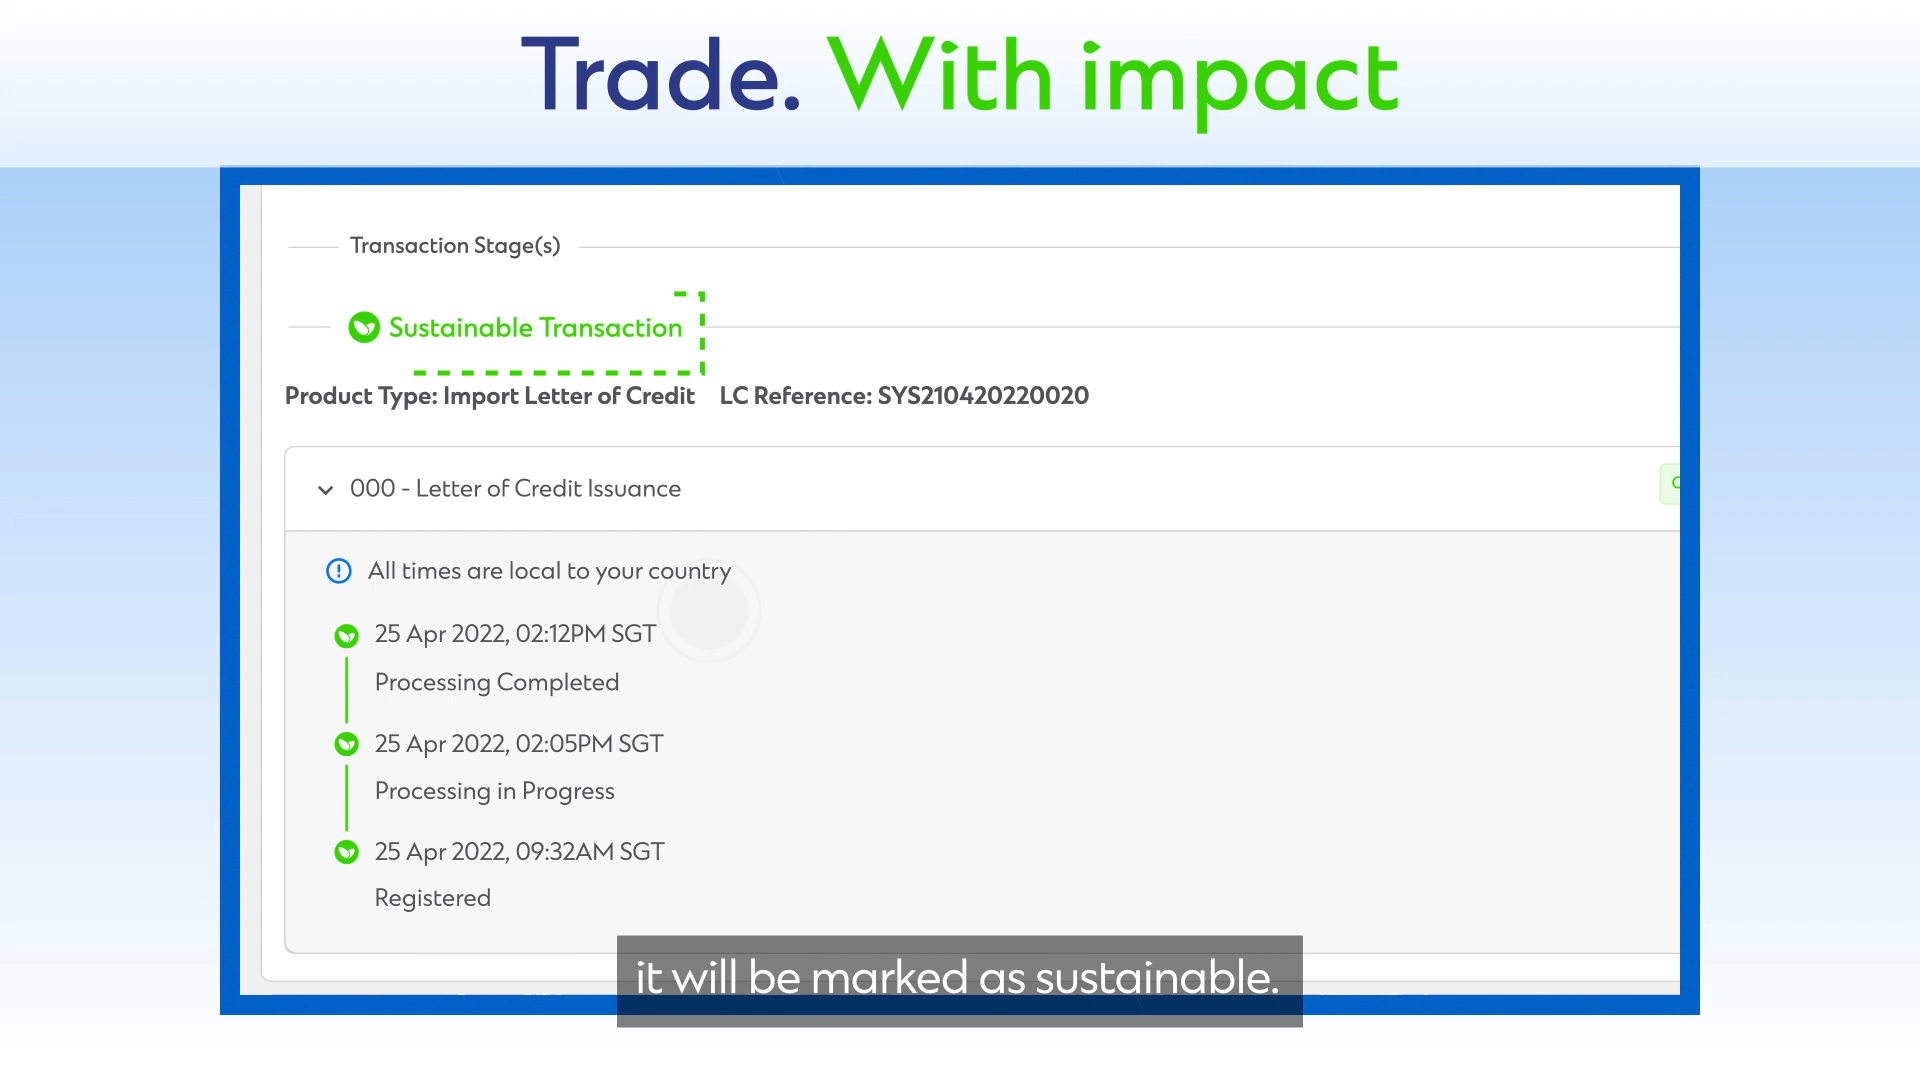 Trade. With impact
Transaction Stage(s)
Sustainable Transaction
Product Type: Import Letter of Credit LC Reference: SYS210420220020
000 - Letter of Credit Issuance
All times are local to your country
25 Apr 2022, 02:12PM SGT
Processing Completed
25 Apr 2022, 02:05PM SGT
Processing in Progress
25 Apr 2022, 09:32AM SGT
Registered
it will be marked as sustainable.